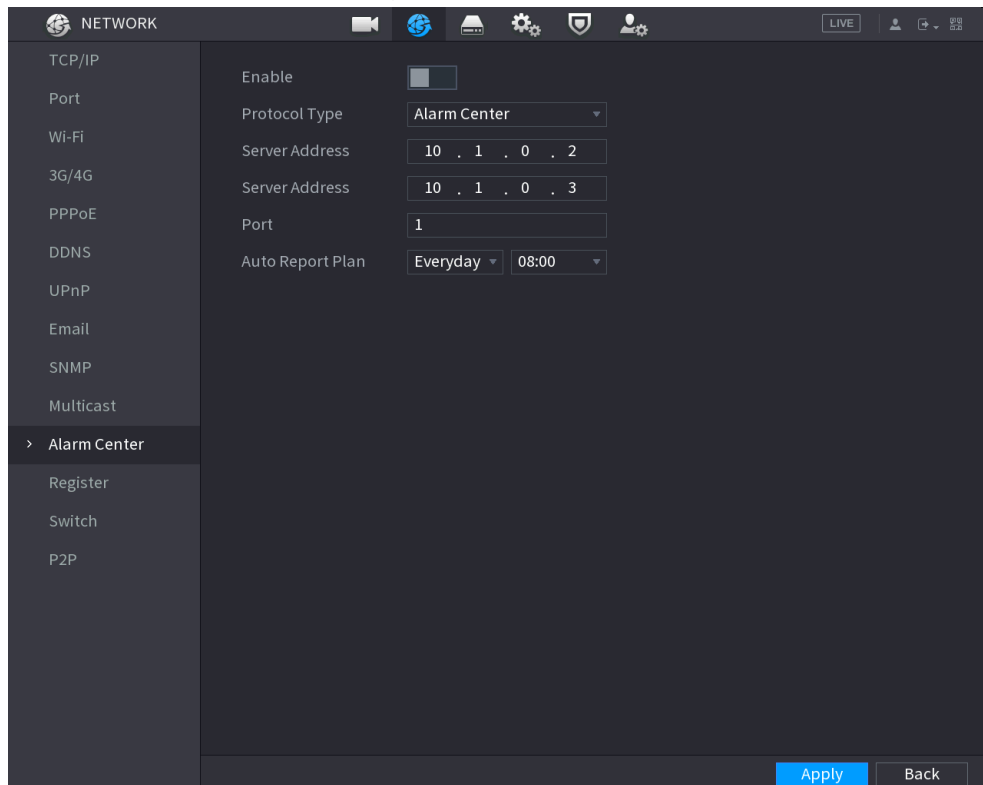 NETWORK
LIVE
TCP/IP
Port
Wi-Fi
3G/4G
PPPoE
DDNS
UPnP
Email
SNMP
Multicast
Alarm Center
Register
Switch
P2P
Enable
Protocol Type Alarm Center
Server Address 10 . 1 . 0 . 2
Server Address 10 . 1 . 0 . 3
Port 1
Auto Report Plan Everyday 08:00
Apply Back